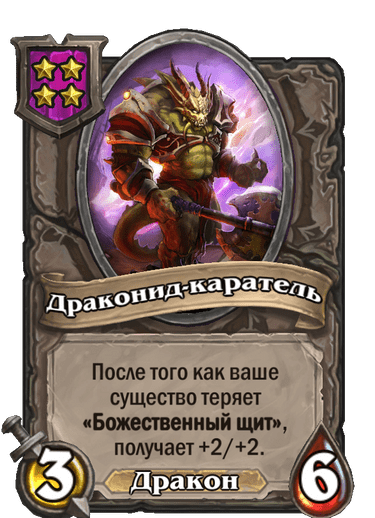 Драконид-каратель
После того как ваше
существо теряет
«Божественный щит»,
получает +2/+2.
3
Дракон
6